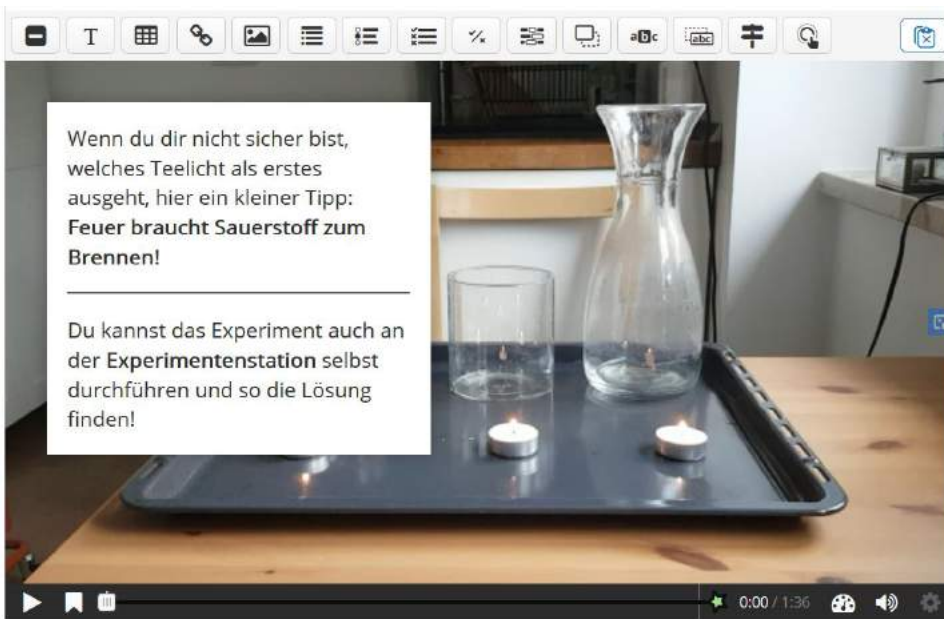 T
aBc
abc
Wenn du dir nicht sicher bist,
welches Teelicht als erstes
ausgeht, hier ein kleiner Tipp:
Feuer braucht Sauerstoff zum
Brennen!
Du kannst das Experiment auch an
der Experimentenstation selbst
durchführen und so die Lösung
finden!
0:00 / 1:36